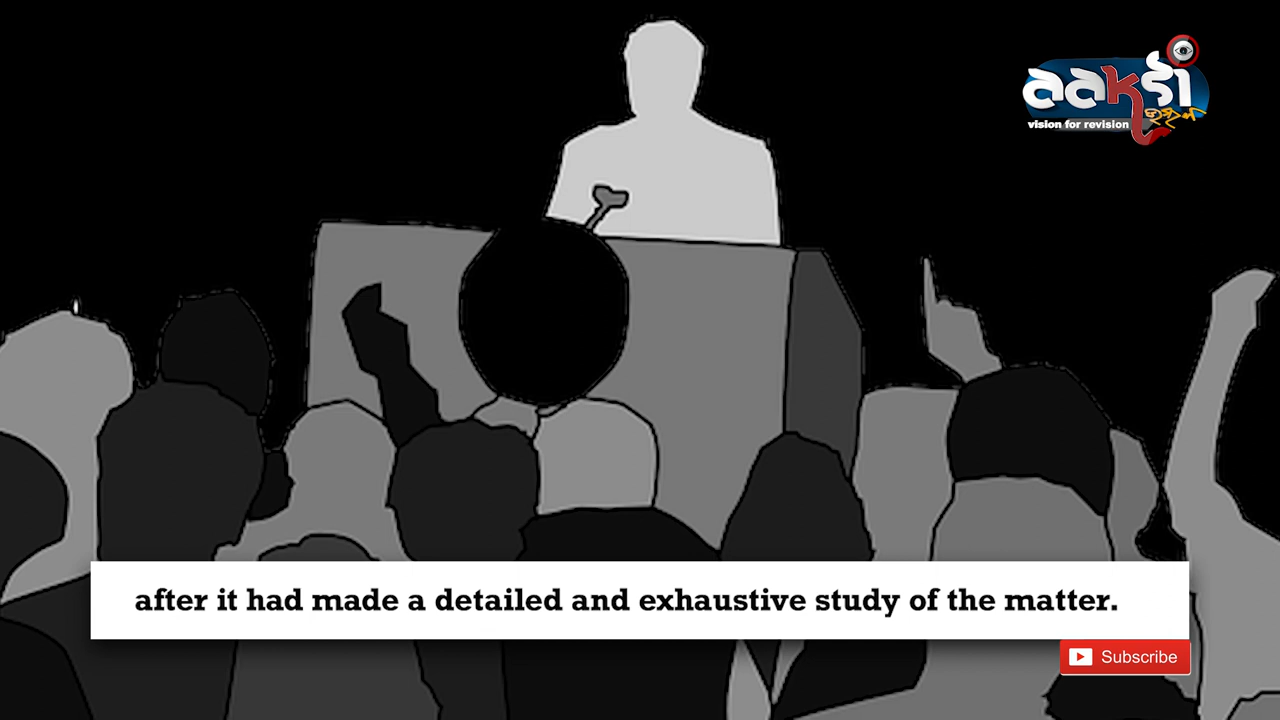 vision for revision
after it had made a detailed and exhaustive study of the matter.
Subscribe